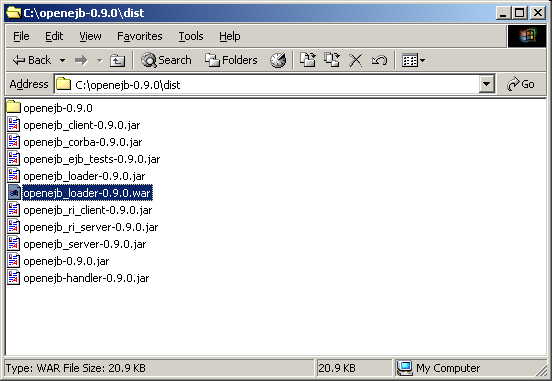 C:\openejb-0.9.0\dist
File Edit View Favorites Tools Help
Back Search Folders
Address C:\openejb-0.9.0\dist Go
openejb-0.9.0
openejb_client-0.9.0.jar
openejb_corba-0.9.0.jar
openejb_ejb_tests-0.9.0.jar
openejb_loader-0.9.0.jar
openejb_loader-0.9.0.war
openejb_ri_client-0.9.0.jar
openejb_ri_server-0.9.0.jar
openejb_server-0.9.0.jar
openejb-0.9.0.jar
openejb-handler-0.9.0.jar
Type: WAR File Size: 20.9 KB 20.9 KB My Computer